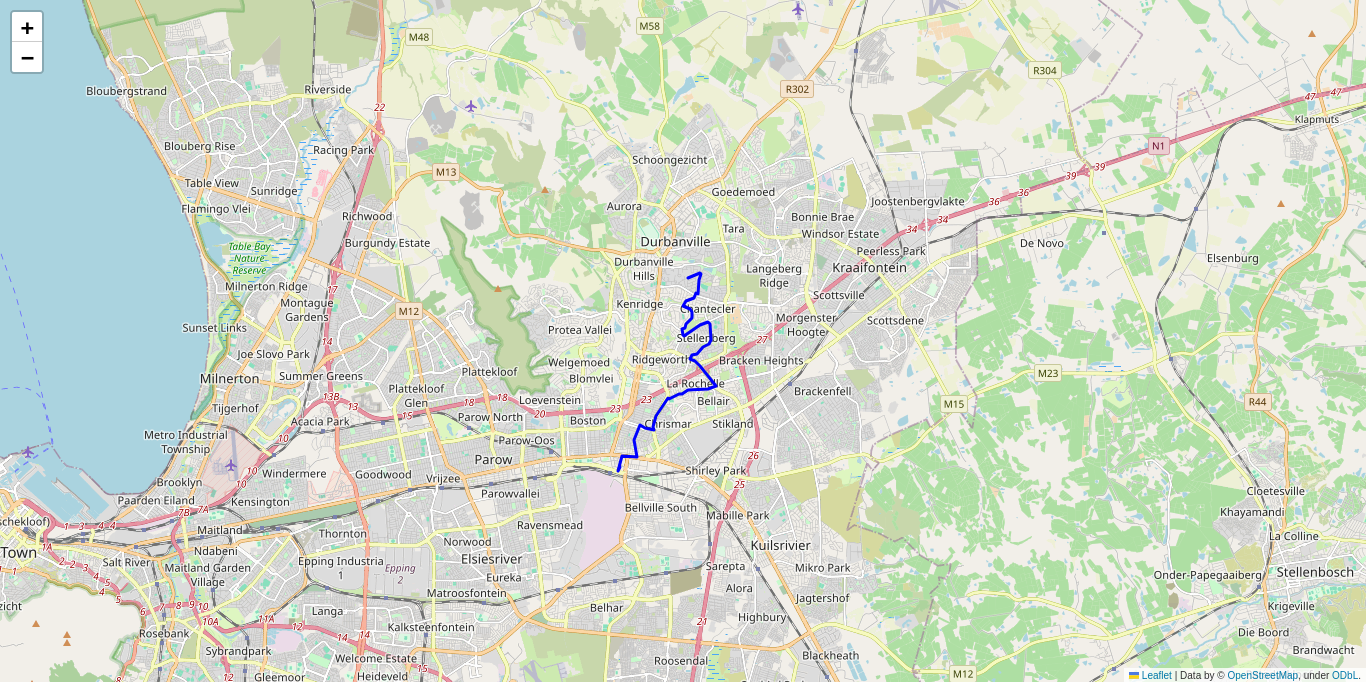 +
−
M48
M58
R302
R304
Bloubergstrand
Riverside
22
47
47
Klapmuts
Blouberg Rise
Racing Park
N1
Schoongezicht
39
39
M13
Table View
Sunridge
Goedemoed
36
36
Joostenbergvlakte
Flamingo Vlei
Richwood
Aurora
Bonnie Brae
34
34
Tara
Windsor Estate
Table Bay
Nature
Reserve
Burgundy Estate
Durbanville
Peerless Park
De Novo
Durbanville
Hills
Langeberg
Ridge
Kraaifontein
Elsenburg
Milnerton Ridge
Montague
Gardens
Kenridge
Chantecler
Scottsville
M12
Morgenster
Hoogte
Scottsdene
Sunset Links
Protea Vallei
Stellenberg
27
17
Joe Slovo Park
Welgemoed
Ridgeworth
Bracken Heights
Milnerton
Summer Greens
Plattekloof
Blomvlei
La Rochelle
M23
Plattekloof
Glen
Brackenfell
13B
18
Loevenstein
23
23
Bellair
M15
R44
Tijgerhof
Acacia Park
15
Parow North
18
Boston
Chrismar
Stikland
Metro Industrial
Township
Parow-Oos
10
Parow
26
Brooklyn
Windermere
Goodwood
Vrijzee
Shirley Park
25
Paarden Eiland
Kensington
Parowvallei
Cloetesville
7B
7A
Bellville South
Mabille Park
Khayamandi
schekloof
1
3
4
4
Maitland
Thornton
Ravensmead
La Colline
Town
1A
1
2
2
Ndabeni
Norwood
Kuilsrivier
Salt River
Maitland Garden
Village
Epping Industria
1
Epping
2
Elsiesriver
Sarepta
Mikro Park
Onder-Papegaaiberg
Stellenbosch
Eureka
Alora
Matroosfontein
Jagtershof
zicht
Langa
Belhar
Highbury
Krigeville
Rosebank
10A
11A
12
14
Kalksteenfontein
21
Die Boord
Sybrandpark
Welcome Estate
Roosendal
Blackheath
Brandwacht
Gleemoor
Heideveld
15
M12
Leaflet | Data by © OpenStreetMap, under ODbL.